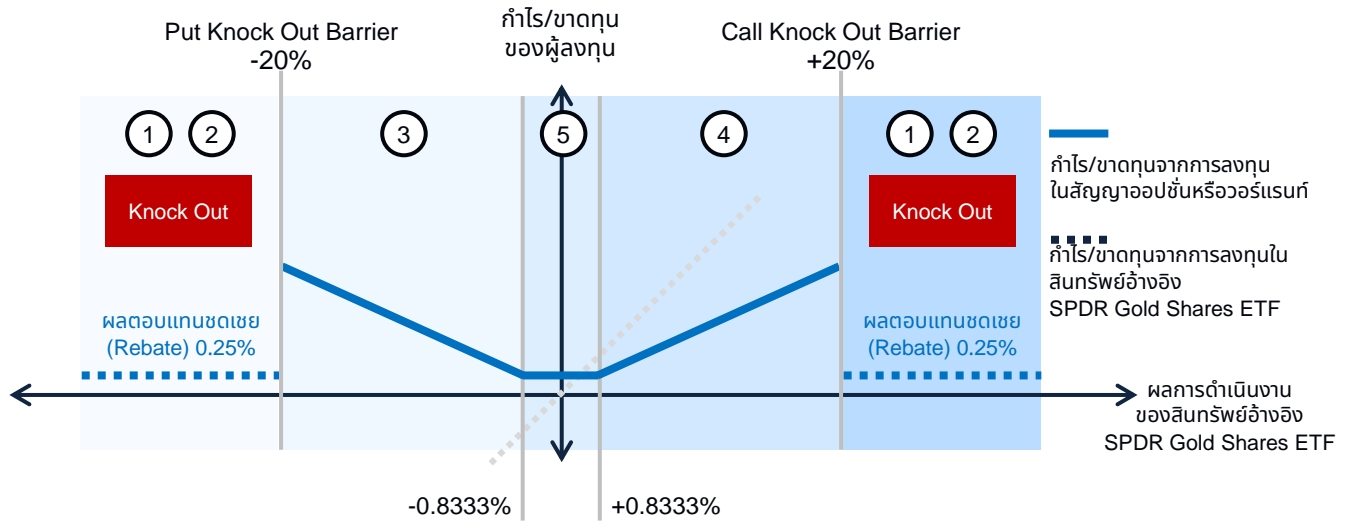 กำไร/ขาดทุน
ของผู้ลงทุน
Put Knock Out Barrier
-20%
Call Knock Out Barrier
+20%
1 2
3
5
4
1 2
Knock Out
Knock Out
กำไร/ขาดทุนจากการลงทุน
ในสัญญาออปชั่นหรือวอร์แรนท์
กำไร/ขาดทุนจากการลงทุนใน
สินทรัพย์อ้างอิง
SPDR Gold Shares ETF
ผลตอบแทนชดเชย
(Rebate) 0.25%
ผลตอบแทนชดเชย
(Rebate) 0.25%
ผลการดำเนินงาน
ของสินทรัพย์อ้างอิง
SPDR Gold Shares ETF
-0.8333%
+0.8333%